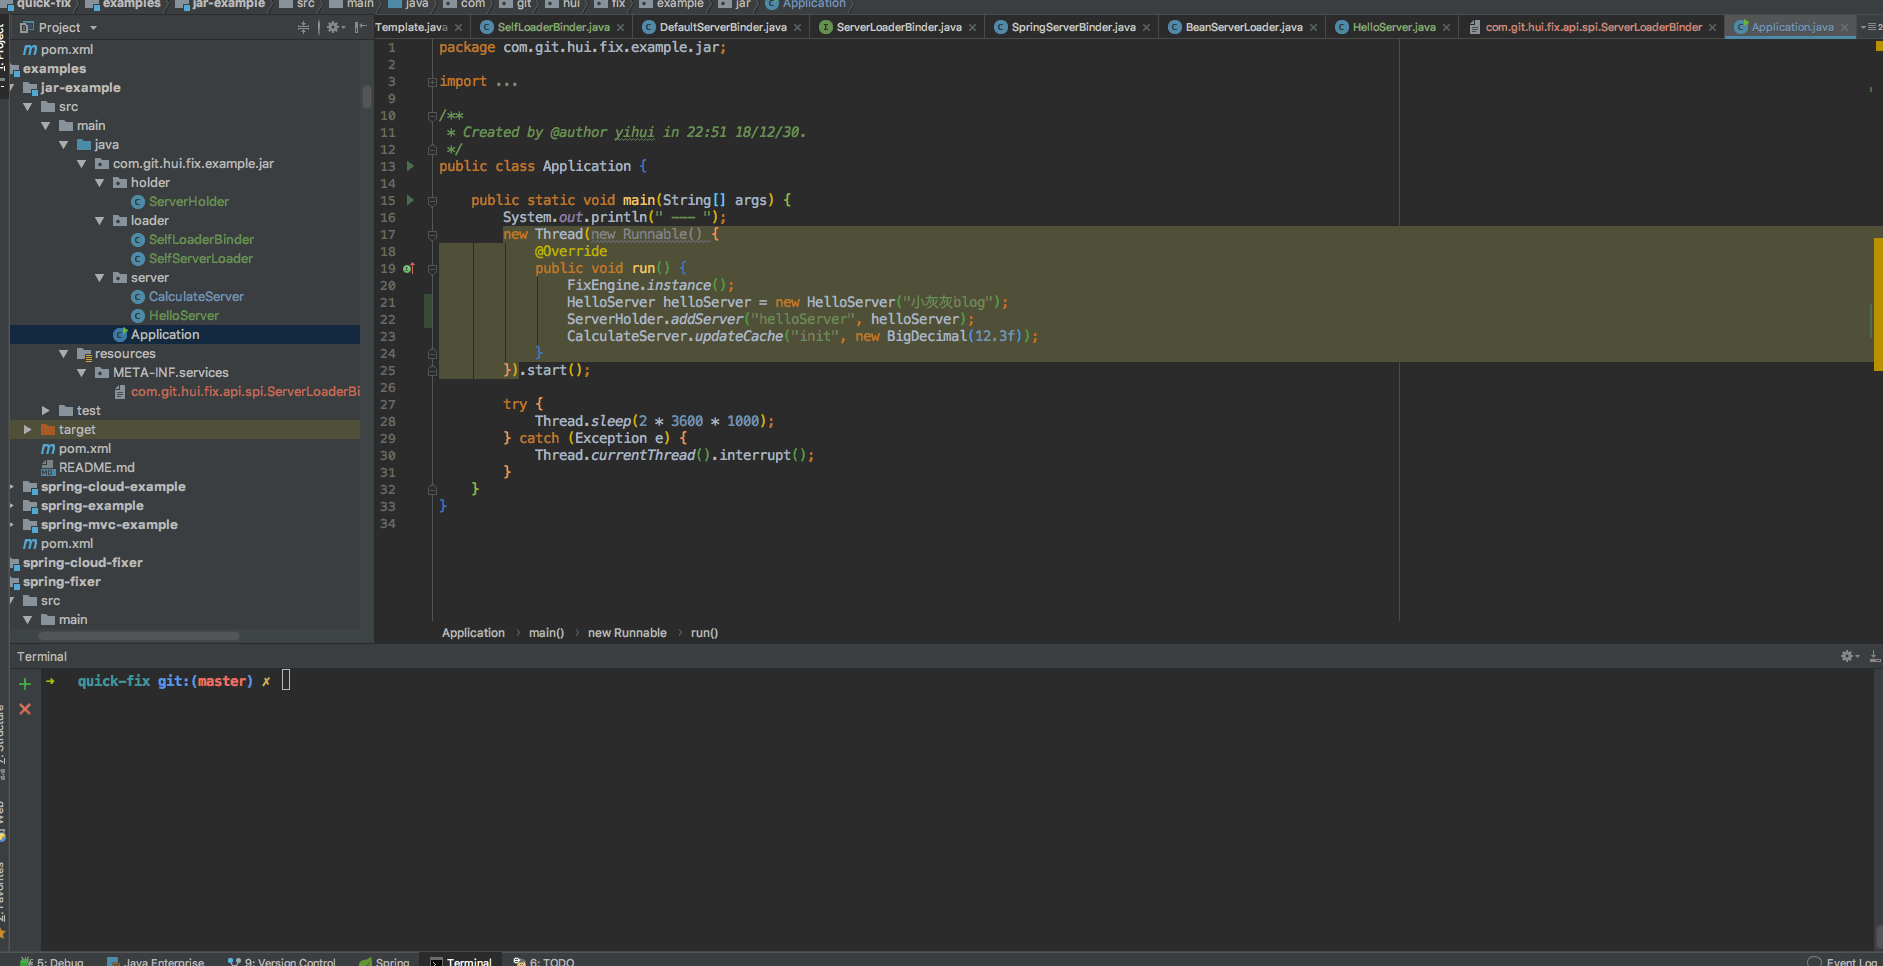 quick-fix examples jar-example src main java com git hui fix example jar Application
Project
Template.java SelfLoaderBinder.java DefaultServerBinder.java ServerLoaderBinder.java SpringServerBinder.java BeanServerLoader.java HelloServer.java com.git.hui.fix.api.spi.ServerLoaderBinder Application.java
pom.xml
examples
jar-example
src
main
java
com.git.hui.fix.example.jar
holder
ServerHolder
loader
SelfLoaderBinder
SelfServerLoader
server
CalculateServer
HelloServer
Application
resources
META-INF.services
com.git.hui.fix.api.spi.ServerLoaderBi
test
target
pom.xml
README.md
spring-cloud-example
spring-example
spring-mvc-example
pom.xml
spring-cloud-fixer
spring-fixer
src
main
1 package com.git.hui.fix.example.jar;
2
3 import ...
9
10 /**
11 * Created by @author yihui in 22:51 18/12/30.
12 */
13 public class Application {
14
15 public static void main(String[] args) {
16 System.out.println(" --- ");
17 new Thread(new Runnable() {
18 @Override
19 public void run() {
20 FixEngine.instance();
21 HelloServer helloServer = new HelloServer("小灰灰blog");
22 ServerHolder.addServer("helloServer", helloServer);
23 CalculateServer.updateCache("init", new BigDecimal(12.3f));
24 }
25 }).start();
26
27 try {
28 Thread.sleep(2 * 3600 * 1000);
29 } catch (Exception e) {
30 Thread.currentThread().interrupt();
31 }
32 }
33 }
34
Application main() new Runnable run()
Terminal
➜ quick-fix git:(master) ✗
5: Debug Java Enterprise 9: Version Control Spring Terminal 6: TODO Event Log